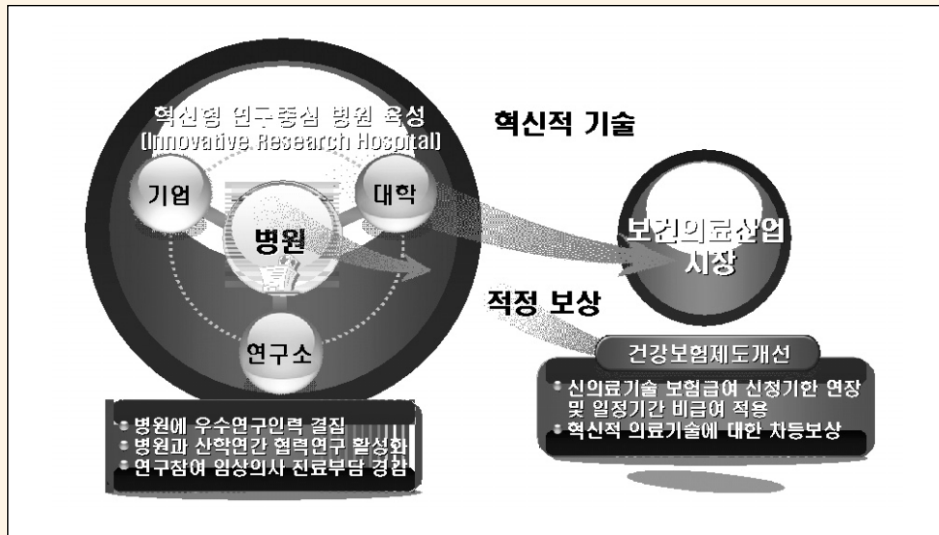 혁신형 연구중심 병원 육성
(Innovative Research Hospital)
기업
대학
병원
연구소
혁신적 기술
보건의료산업
시장
적정 보상
건강보험제도개선
신의료기술 보험급여 신청기한 연장
및 일정기간 비급여 적용
혁신적 의료기술에 대한 차등보상
병원에 우수연구인력 결집
병원과 산학연간 협력연구 활성화
연구참여 임상의사 진료부담 경감